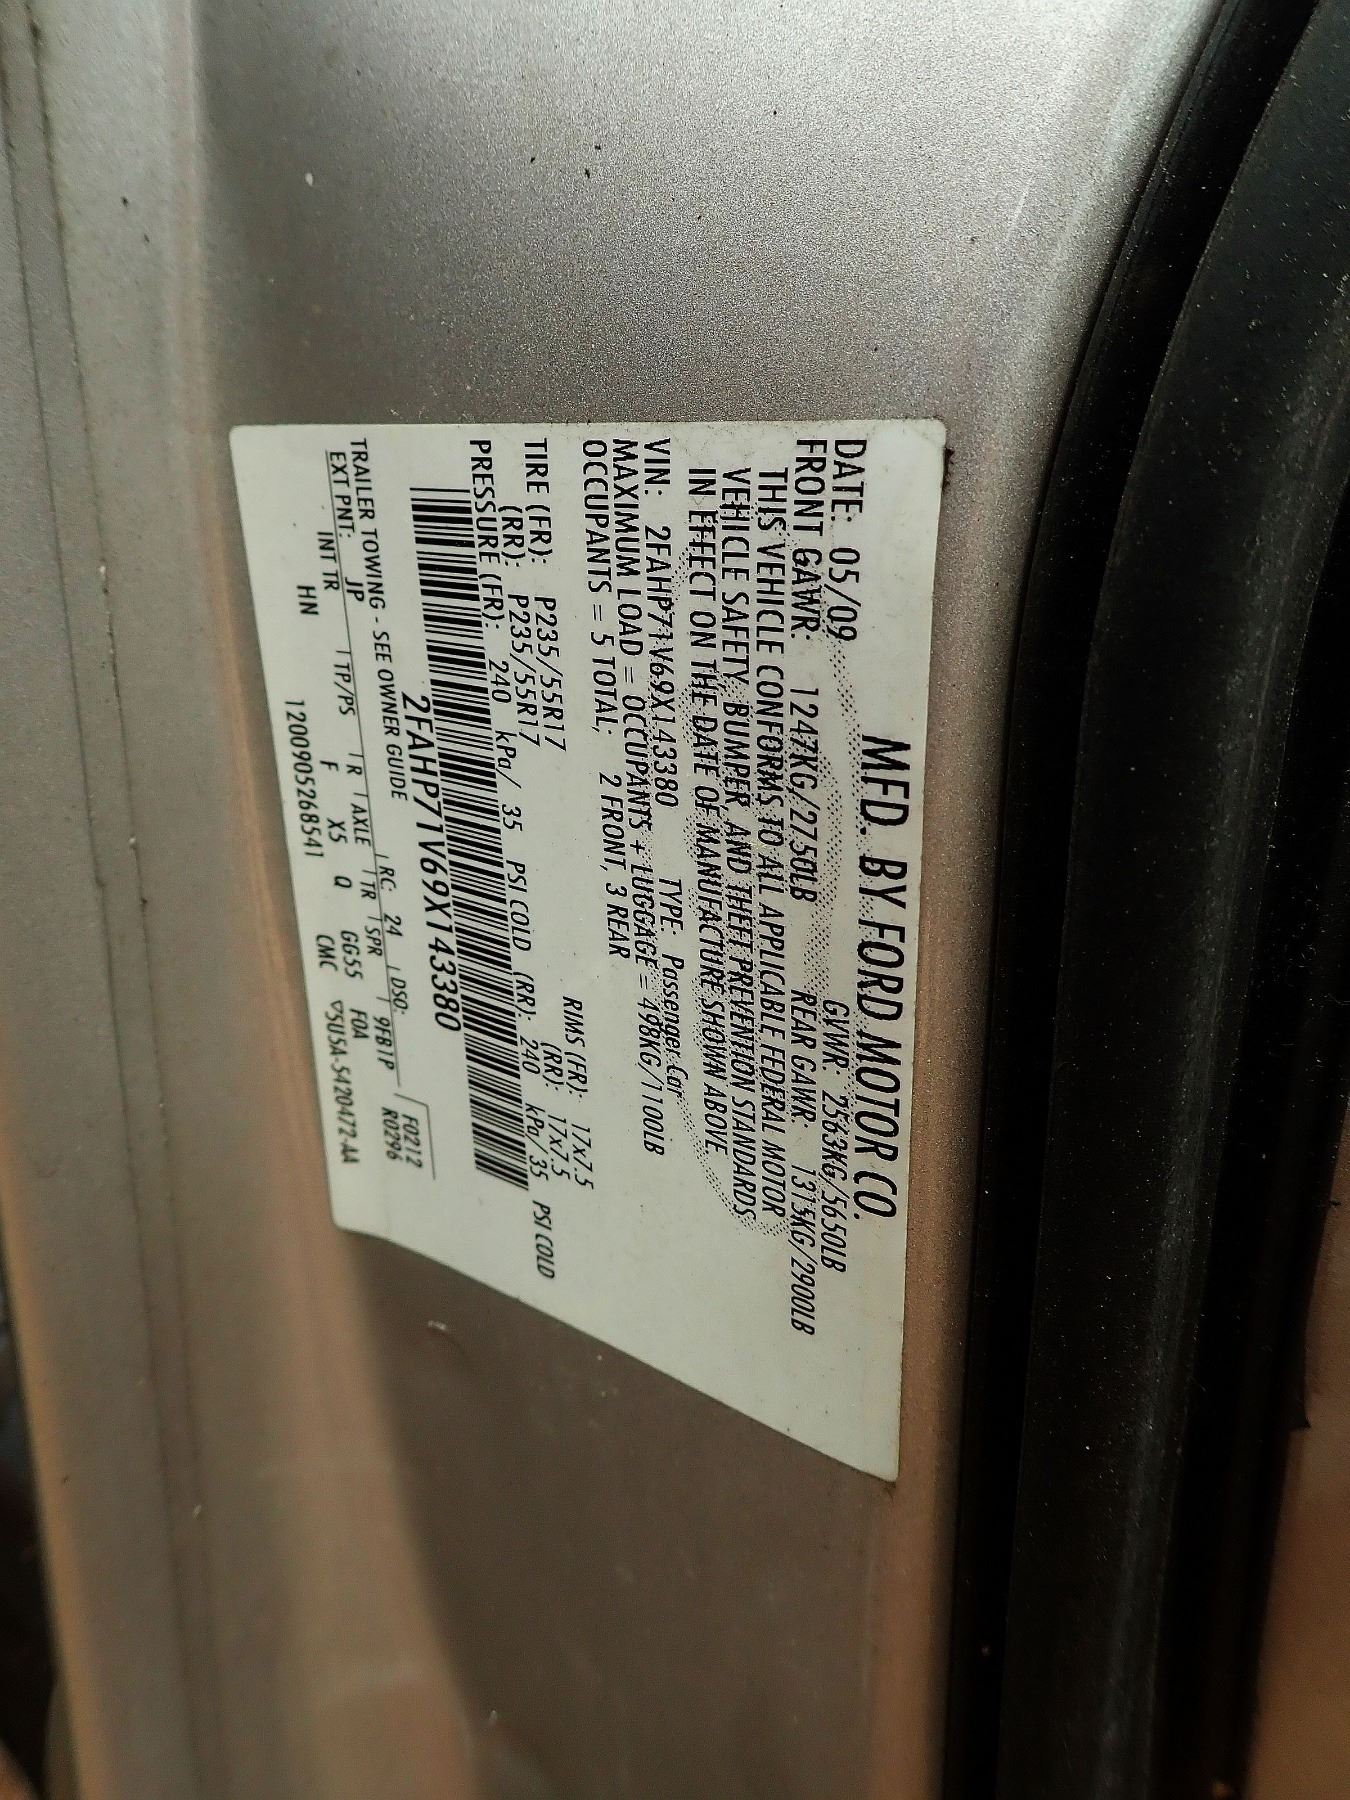 MFD. BY FORD MOTOR CO.
DATE: 05/09 GVWR: 2563KG/5650LB
FRONT GAWR: 1247KG/2750LB REAR GAWR: 1315KG/2900LB
THIS VEHICLE CONFORMS TO ALL APPLICABLE FEDERAL MOTOR
VEHICLE SAFETY, BUMPER, AND THEFT PREVENTION STANDARDS
IN EFFECT ON THE DATE OF MANUFACTURE SHOWN ABOVE
VIN: 2FAHP71V69X143380 TYPE: Passenger Car
MAXIMUM LOAD = OCCUPANTS + LUGGAGE = 498KG/1100LB
OCCUPANTS = 5 TOTAL, 2 FRONT, 3 REAR
TIRE (FR): P235/55R17 RIMS (FR): 17x7.5
(RR): P235/55R17 (RR): 17x7.5
PRESSURE (FR): 240 kPa/ 35 PSI COLD (RR): 240 kPa/ 35 PSI COLD
2FAHP71V69X143380
F0212
R0296
TRAILER TOWING - SEE OWNER GUIDE RC: 24 DSO: 9FB1P
EXT PNT: JP
INT TR TP/PS R AXLE TR SPR
HN F X5 Q GG55 F0A
1200905268541 CMC 5U5A-5420472-AA